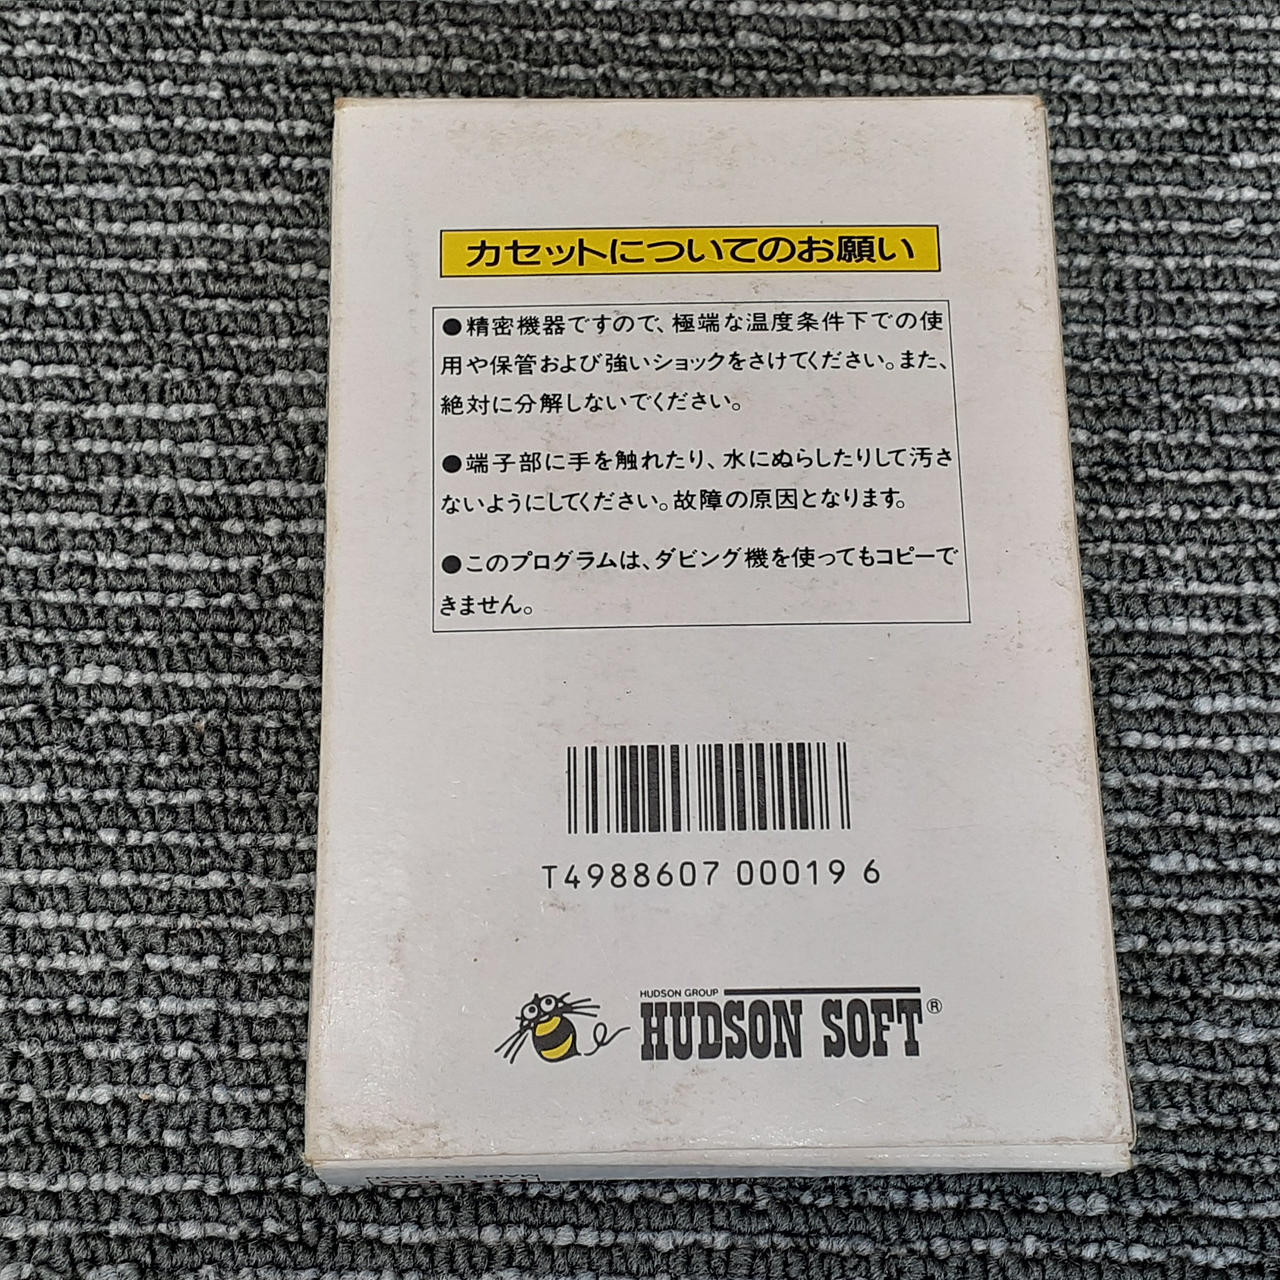 カセットについてのお願い
●精密機器ですので、極端な温度条件下での使
用や保管および強いショックをさけてください。また、
絶対に分解しないでください。
●端子部に手を触れたり、水にぬらしたりして汚さ
ないようにしてください。故障の原因となります。
●このプログラムは、ダビング機を使ってもコピーで
きません。
T4988607 00019 6
HUDSON GROUP
HUDSON SOFT®